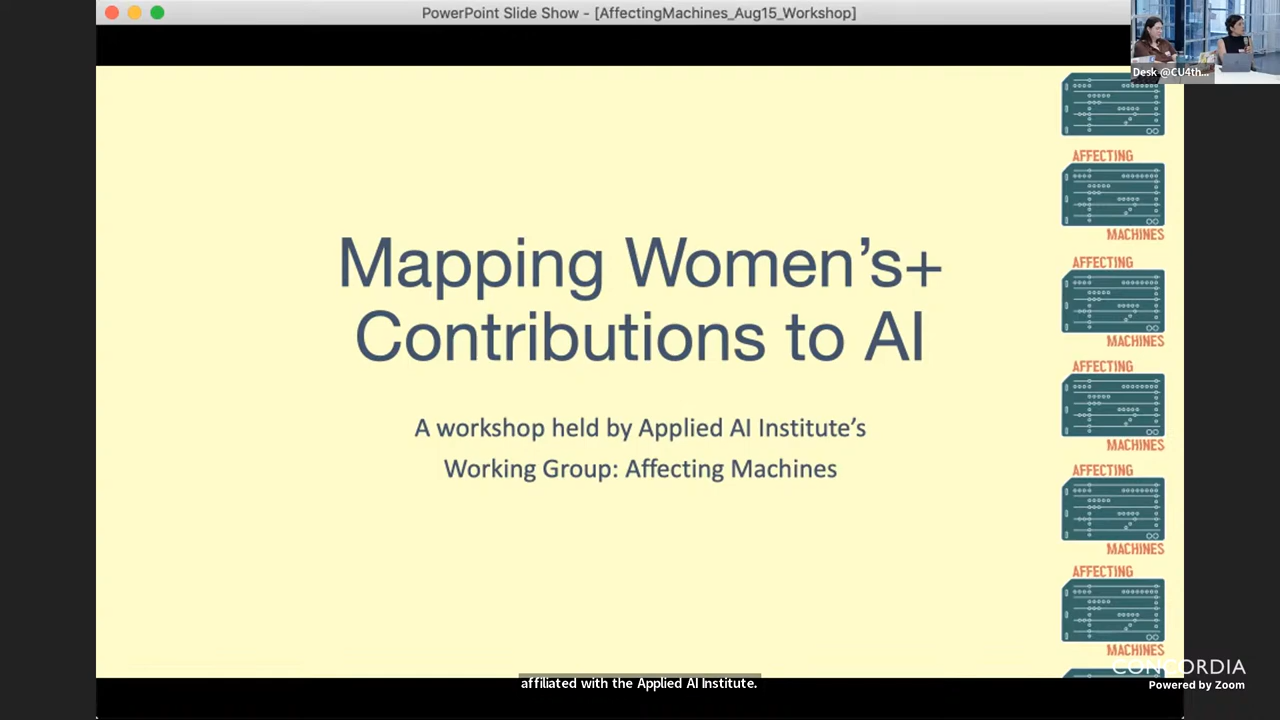 PowerPoint Slide Show - [AffectingMachines_Aug15_Workshop]
Desk @CU4th...
Mapping Women's+
Contributions to AI
A workshop held by Applied AI Institute's
Working Group: Affecting Machines
AFFECTING
MACHINES
AFFECTING
MACHINES
AFFECTING
MACHINES
AFFECTING
MACHINES
AFFECTING
MACHINES
CONCORDIA
Powered by Zoom
affiliated with the Applied AI Institute.